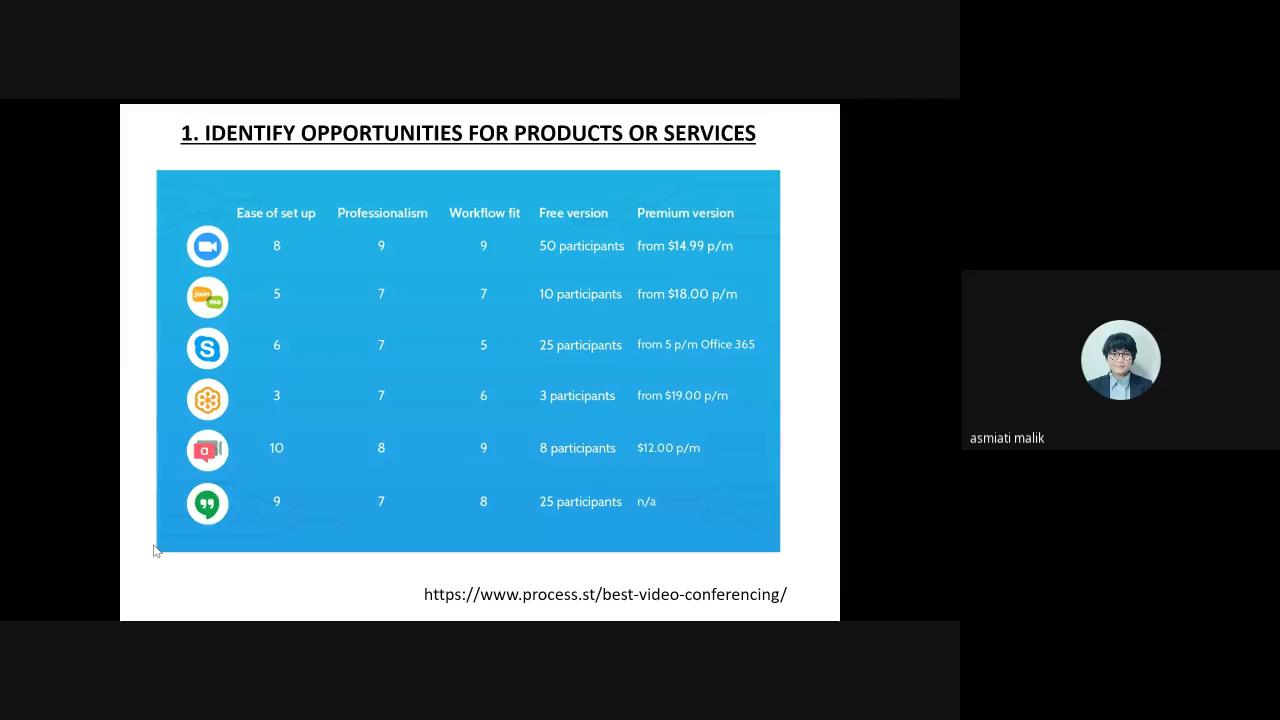 1. IDENTIFY OPPORTUNITIES FOR PRODUCTS OR SERVICES
Ease of set up Professionalism Workflow fit Free version Premium version
8 9 9 50 participants from $14.99 p/m
join me 5 7 7 10 participants from $18.00 p/m
S 6 7 5 25 participants from 5 p/m Office 365
3 7 6 3 participants from $19.00 p/m
a 10 8 9 8 participants $12.00 p/m
9 7 8 25 participants n/a
https://www.process.st/best-video-conferencing/
asmiati malik